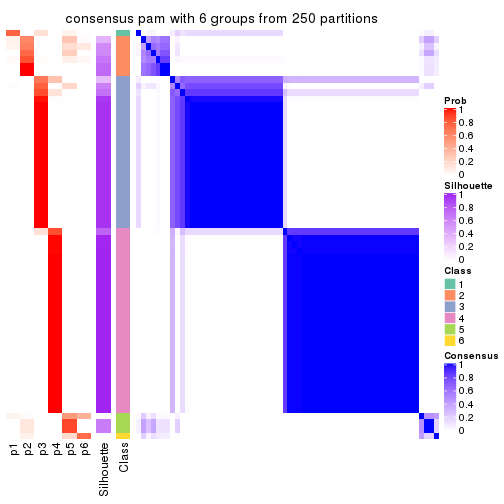 consensus pam with 6 groups from 250 partitions
Prob
1
0.8
0.6
0.4
0.2
0
Silhouette
1
0.8
0.6
0.4
0.2
0
Class
1
2
3
4
5
6
Consensus
1
0.8
0.6
0.4
0.2
0
p1
p2
p3
p4
p5
p6
Silhouette
Class